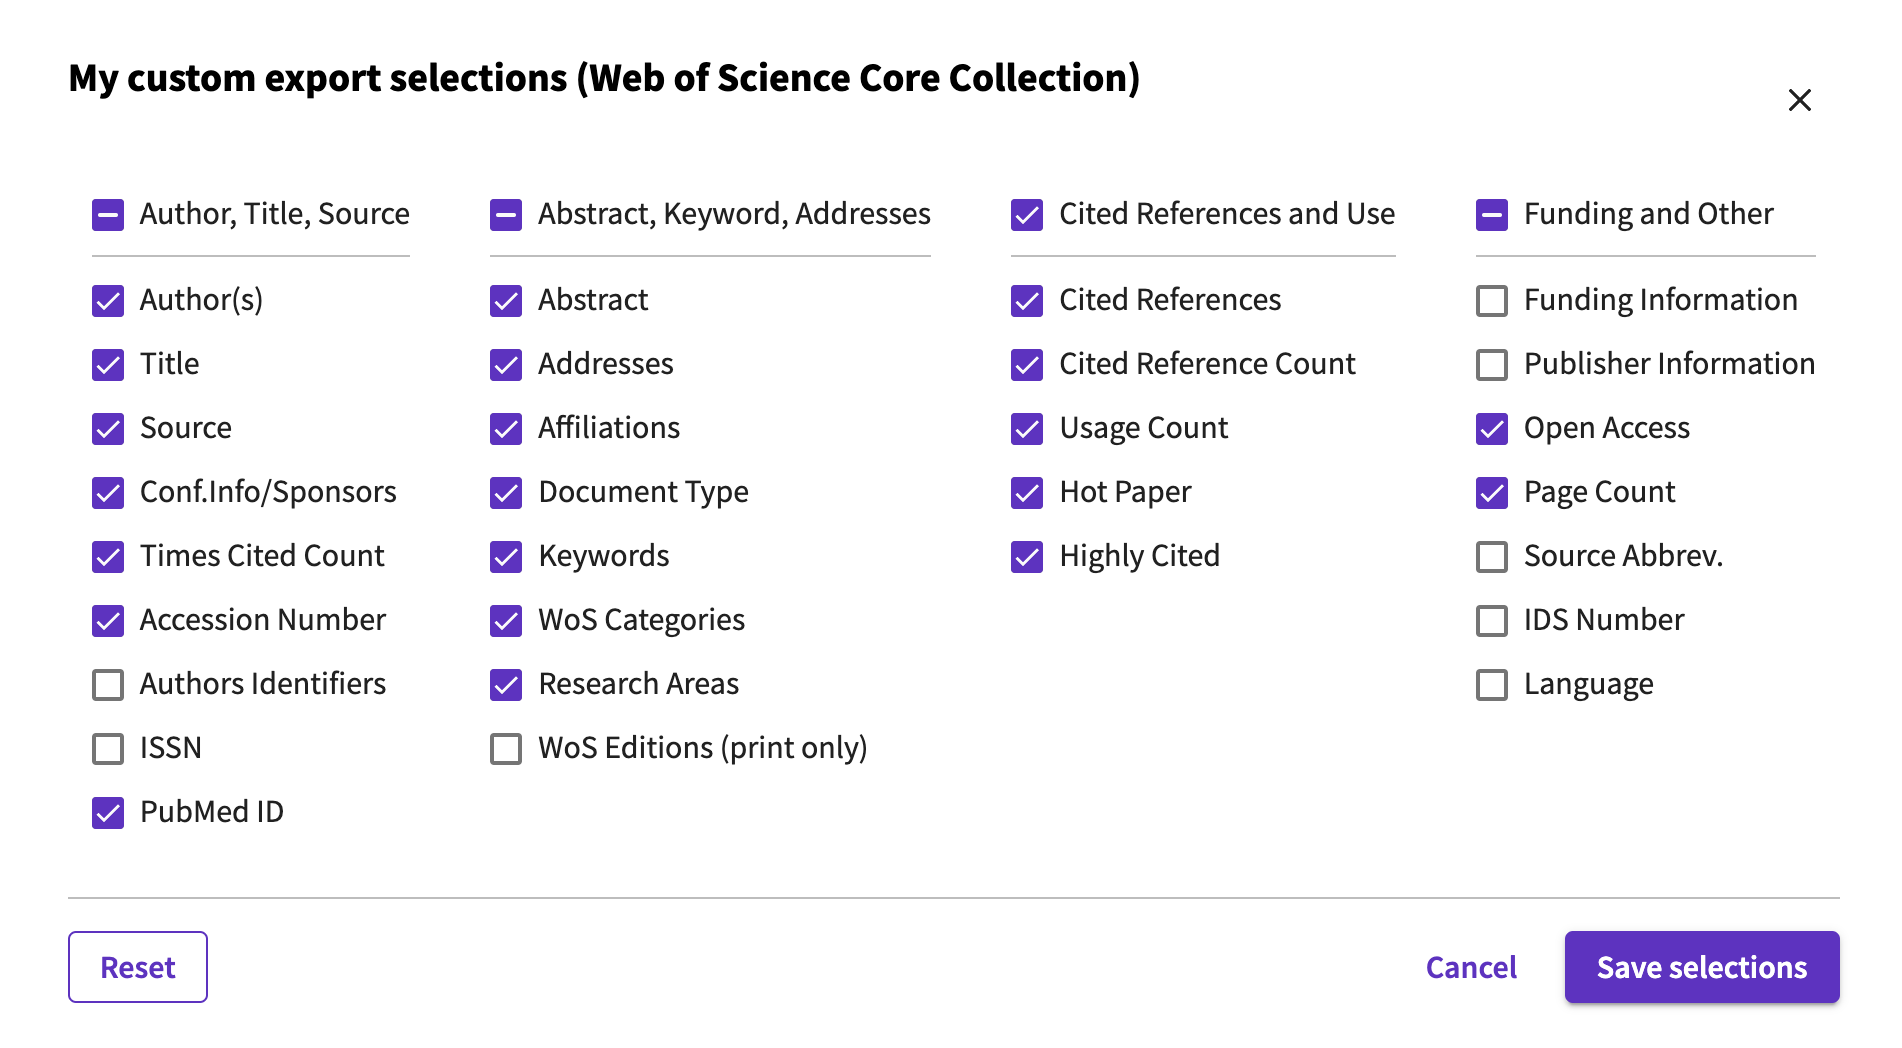 My custom export selections (Web of Science Core Collection)
Author, Title, Source
Author(s)
Title
Source
Conf.Info/Sponsors
Times Cited Count
Accession Number
Authors Identifiers
ISSN
PubMed ID
Abstract, Keyword, Addresses
Abstract
Addresses
Affiliations
Document Type
Keywords
WoS Categories
Research Areas
WoS Editions (print only)
Cited References and Use
Cited References
Cited Reference Count
Usage Count
Hot Paper
Highly Cited
Funding and Other
Funding Information
Publisher Information
Open Access
Page Count
Source Abbrev.
IDS Number
Language
Reset
Cancel
Save selections